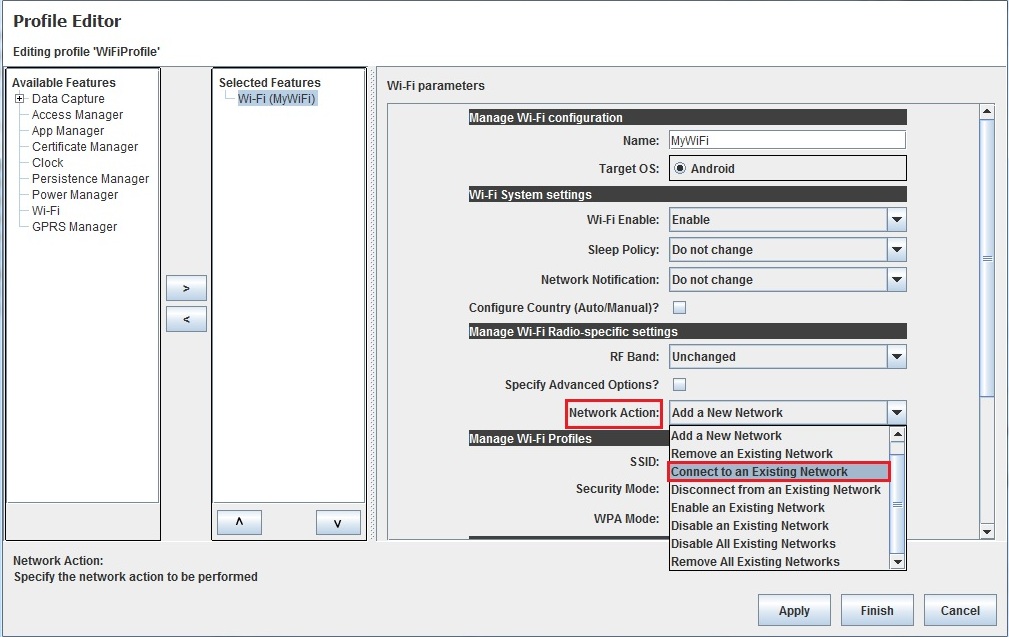 Profile Editor
Editing profile 'WiFiProfile'
Available Features
Data Capture
Access Manager
App Manager
Certificate Manager
Clock
Persistence Manager
Power Manager
Wi-Fi
GPRS Manager
>
<
Selected Features
Wi-Fi (MyWiFi)
^
v
Wi-Fi parameters
Manage Wi-Fi configuration
Name: MyWiFi
Target OS: Android
Wi-Fi System settings
Wi-Fi Enable: Enable
Sleep Policy: Do not change
Network Notification: Do not change
Configure Country (Auto/Manual)?
Manage Wi-Fi Radio-specific settings
RF Band: Unchanged
Specify Advanced Options?
Network Action: Add a New Network
Add a New Network
Remove an Existing Network
Connect to an Existing Network
Disconnect from an Existing Network
Enable an Existing Network
Disable an Existing Network
Disable All Existing Networks
Remove All Existing Networks
Manage Wi-Fi Profiles
SSID:
Security Mode:
WPA Mode:
Network Action:
Specify the network action to be performed
Apply
Finish
Cancel